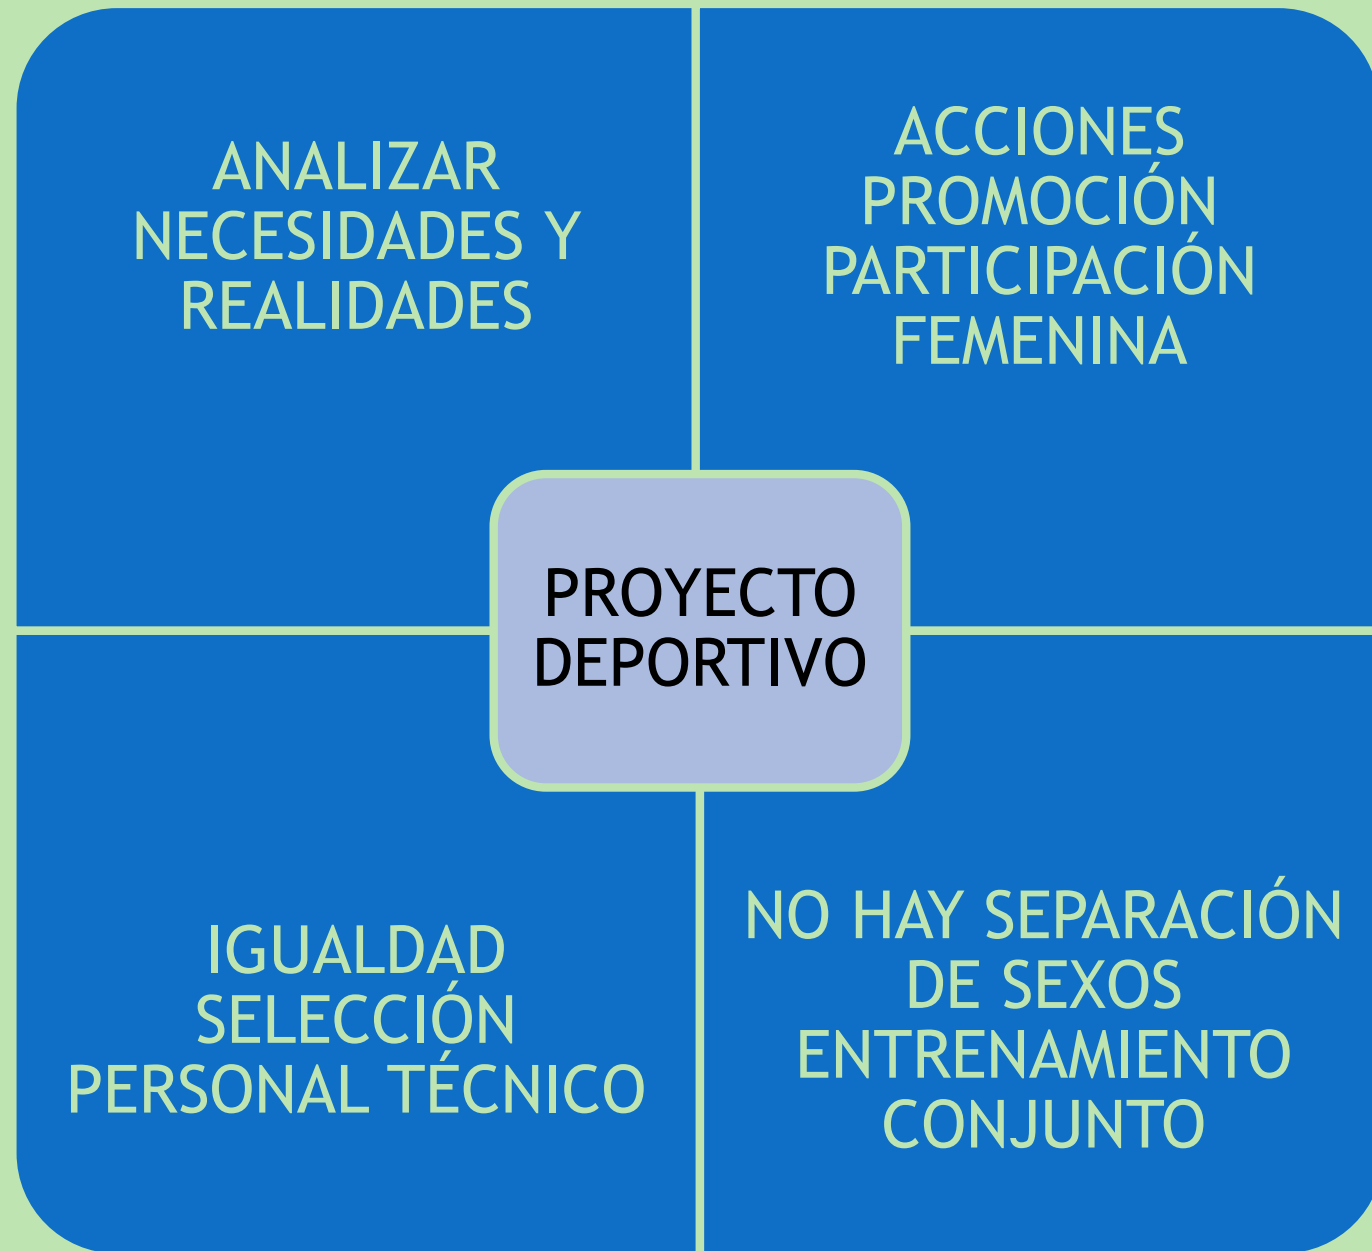 ANALIZAR
NECESIDADES Y
REALIDADES
ACCIONES
PROMOCIÓN
PARTICIPACIÓN
FEMENINA
PROYECTO
DEPORTIVO
IGUALDAD
SELECCIÓN
PERSONAL TÉCNICO
NO HAY SEPARACIÓN
DE SEXOS
ENTRENAMIENTO
CONJUNTO